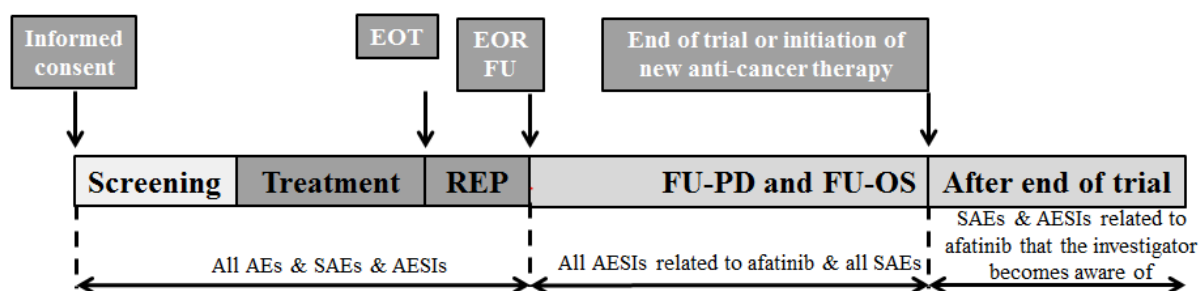 Informed
consent
EOT
EOR
FU
End of trial or initiation of
new anti-cancer therapy
Screening
Treatment
REP
FU-PD and FU-OS
After end of trial
All AEs & SAEs & AESIs
All AESIs related to afatinib & all SAEs
SAEs & AESIs related to
afatinib that the investigator
becomes aware of